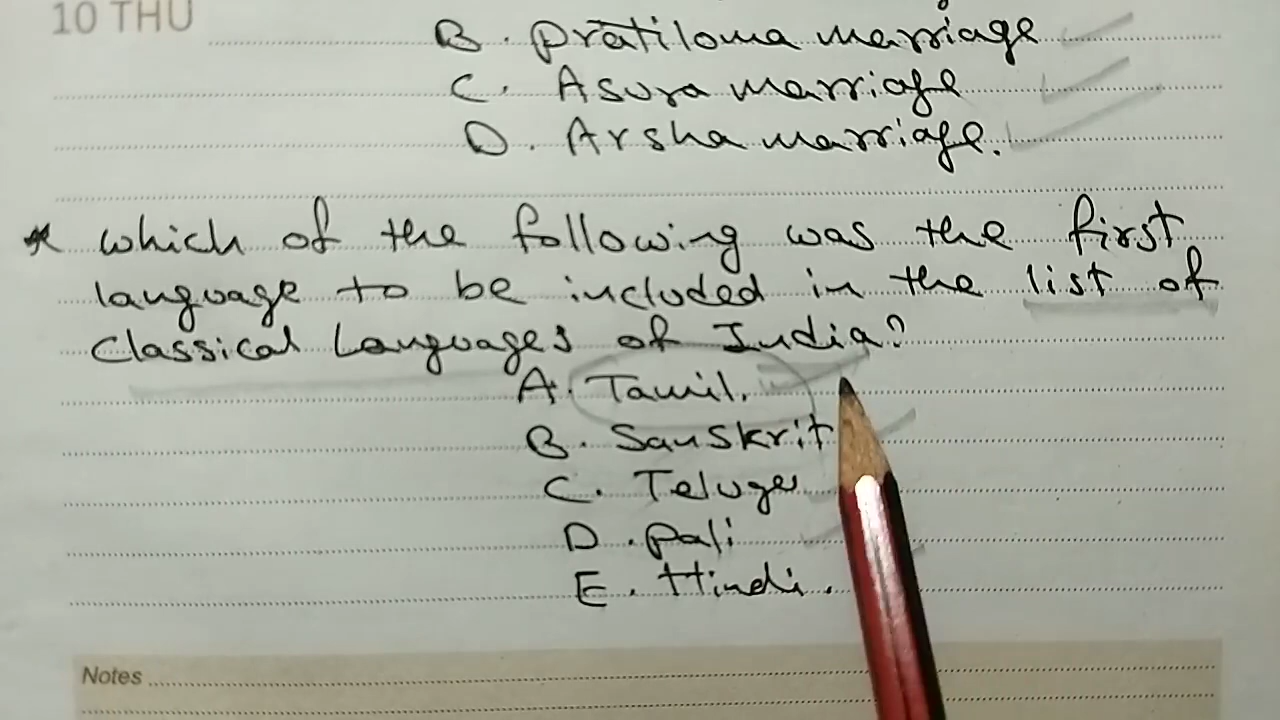 10 THU
B. Pratiloma marriage
C. Asura marriage
D. Arsha marriage.
* which of the following was the first
language to be included in the list of
classical Languages of India?
A. Tamil.
B. Sanskrit
C. Telugu
D. Pali
E. Hindi.
Notes